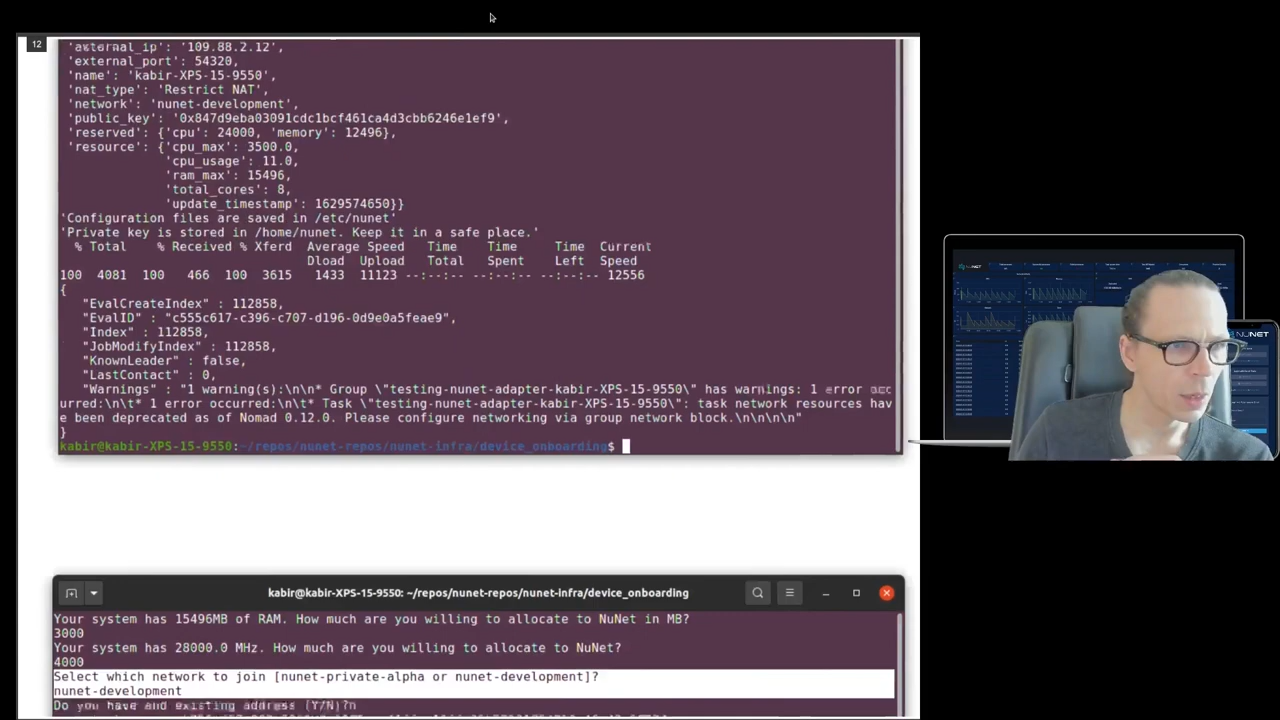 12
'external_ip': '109.88.2.12',
'external_port': 54320,
'name': 'kabir-XPS-15-9550',
'nat_type': 'Restrict NAT',
'network': 'nunet-development',
'public_key': '0x847d9eba03091cdc1bcf461ca4d3cbb6246e1ef9',
'reserved': {'cpu': 24000, 'memory': 12496},
'resource': {'cpu_max': 3500.0,
'cpu_usage': 11.0,
'ram_max': 15496,
'total_cores': 8,
'update_timestamp': 1629574650}}
'Configuration files are saved in /etc/nunet'
'Private key is stored in /home/nunet. Keep it in a safe place.'
% Total % Received % Xferd Average Speed Time Time Time Current
Dload Upload Total Spent Left Speed
100 4081 100 466 100 3615 1433 11123 --:--:-- --:--:-- --:--:-- 12556
{
"EvalCreateIndex" : 112858,
"EvalID" : "c555c617-c396-c707-d196-0d9e0a5feae9",
"Index" : 112858,
"JobModifyIndex" : 112858,
"KnownLeader" : false,
"LastContact" : 0,
"Warnings" : "1 warning(s):\n\n* Group \"testing-nunet-adapter-kabir-XPS-15-9550\" has warnings: 1 error occ
urred:\n\t* 1 error occurred:\n\t* Task \"testing-nunet-adapter-kabir-XPS-15-9550\": task network resources hav
e been deprecated as of Nomad 0.12.0. Please configure networking via group network block.\n\n\n\n"
}
kabir@kabir-XPS-15-9550:~/repos/nunet-repos/nunet-infra/device_onboarding$
kabir@kabir-XPS-15-9550: ~/repos/nunet-repos/nunet-infra/device_onboarding
Your system has 15496MB of RAM. How much are you willing to allocate to NuNet in MB?
3000
Your system has 28000.0 MHz. How much are you willing to allocate to NuNet?
4000
Select which network to join [nunet-private-alpha or nunet-development]?
nunet-development
Do you have and existing address (Y/N)?n
NUNET
NUNET